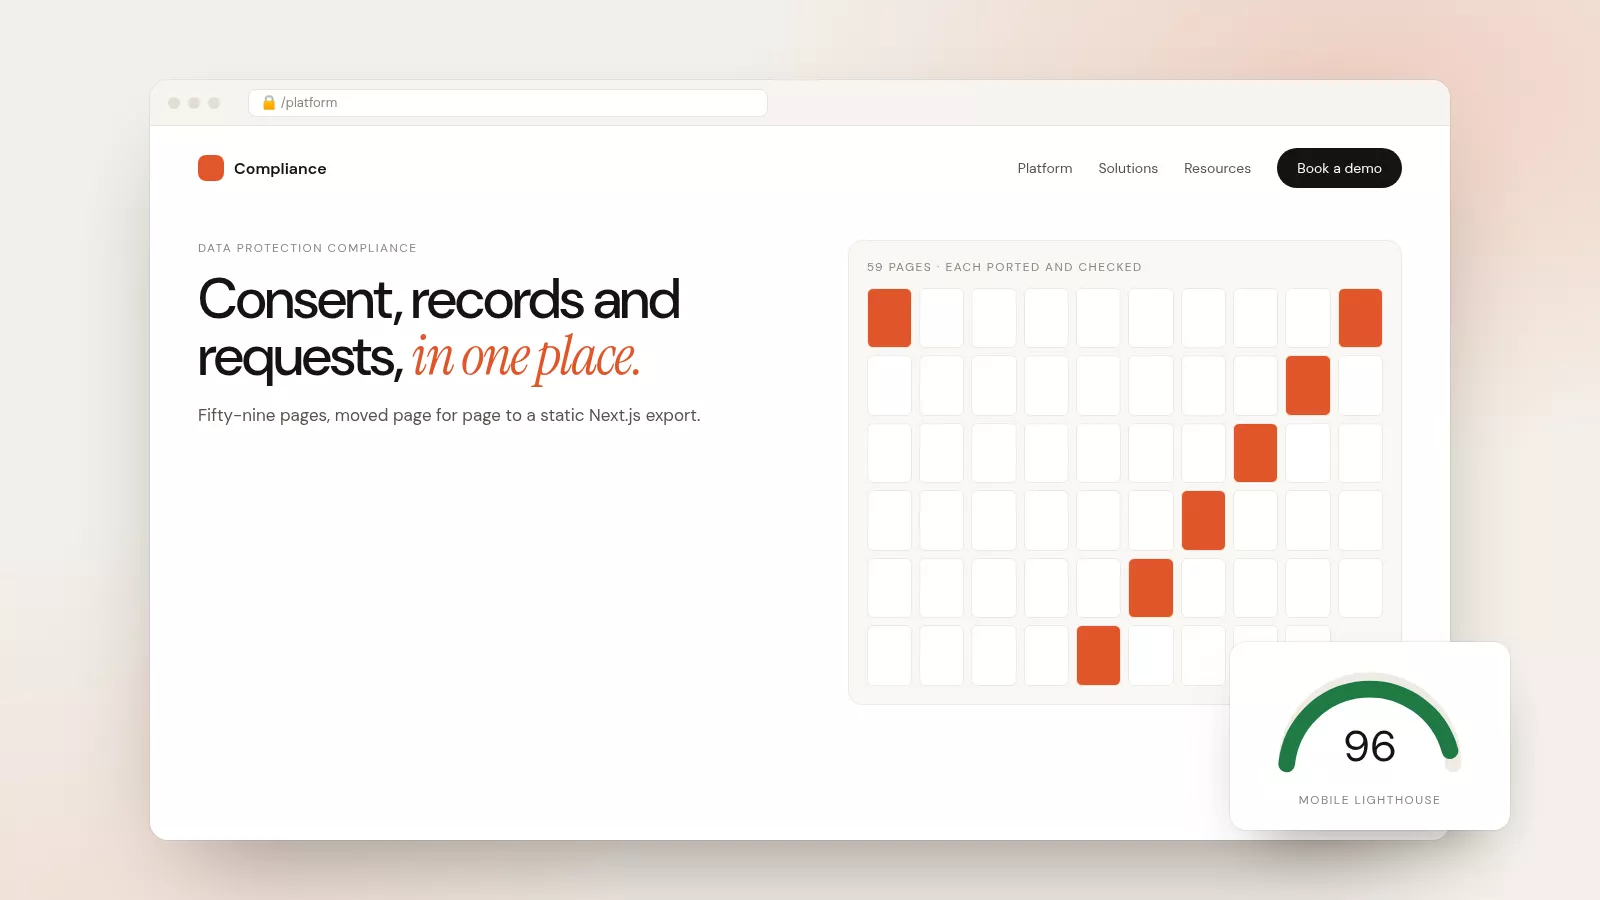 /platform
Compliance
Platform
Solutions
Resources
Book a demo
DATA PROTECTION COMPLIANCE
Consent, records and
requests, in one place.
Fifty-nine pages, moved page for page to a static Next.js export.
59 PAGES · EACH PORTED AND CHECKED
96
MOBILE LIGHTHOUSE